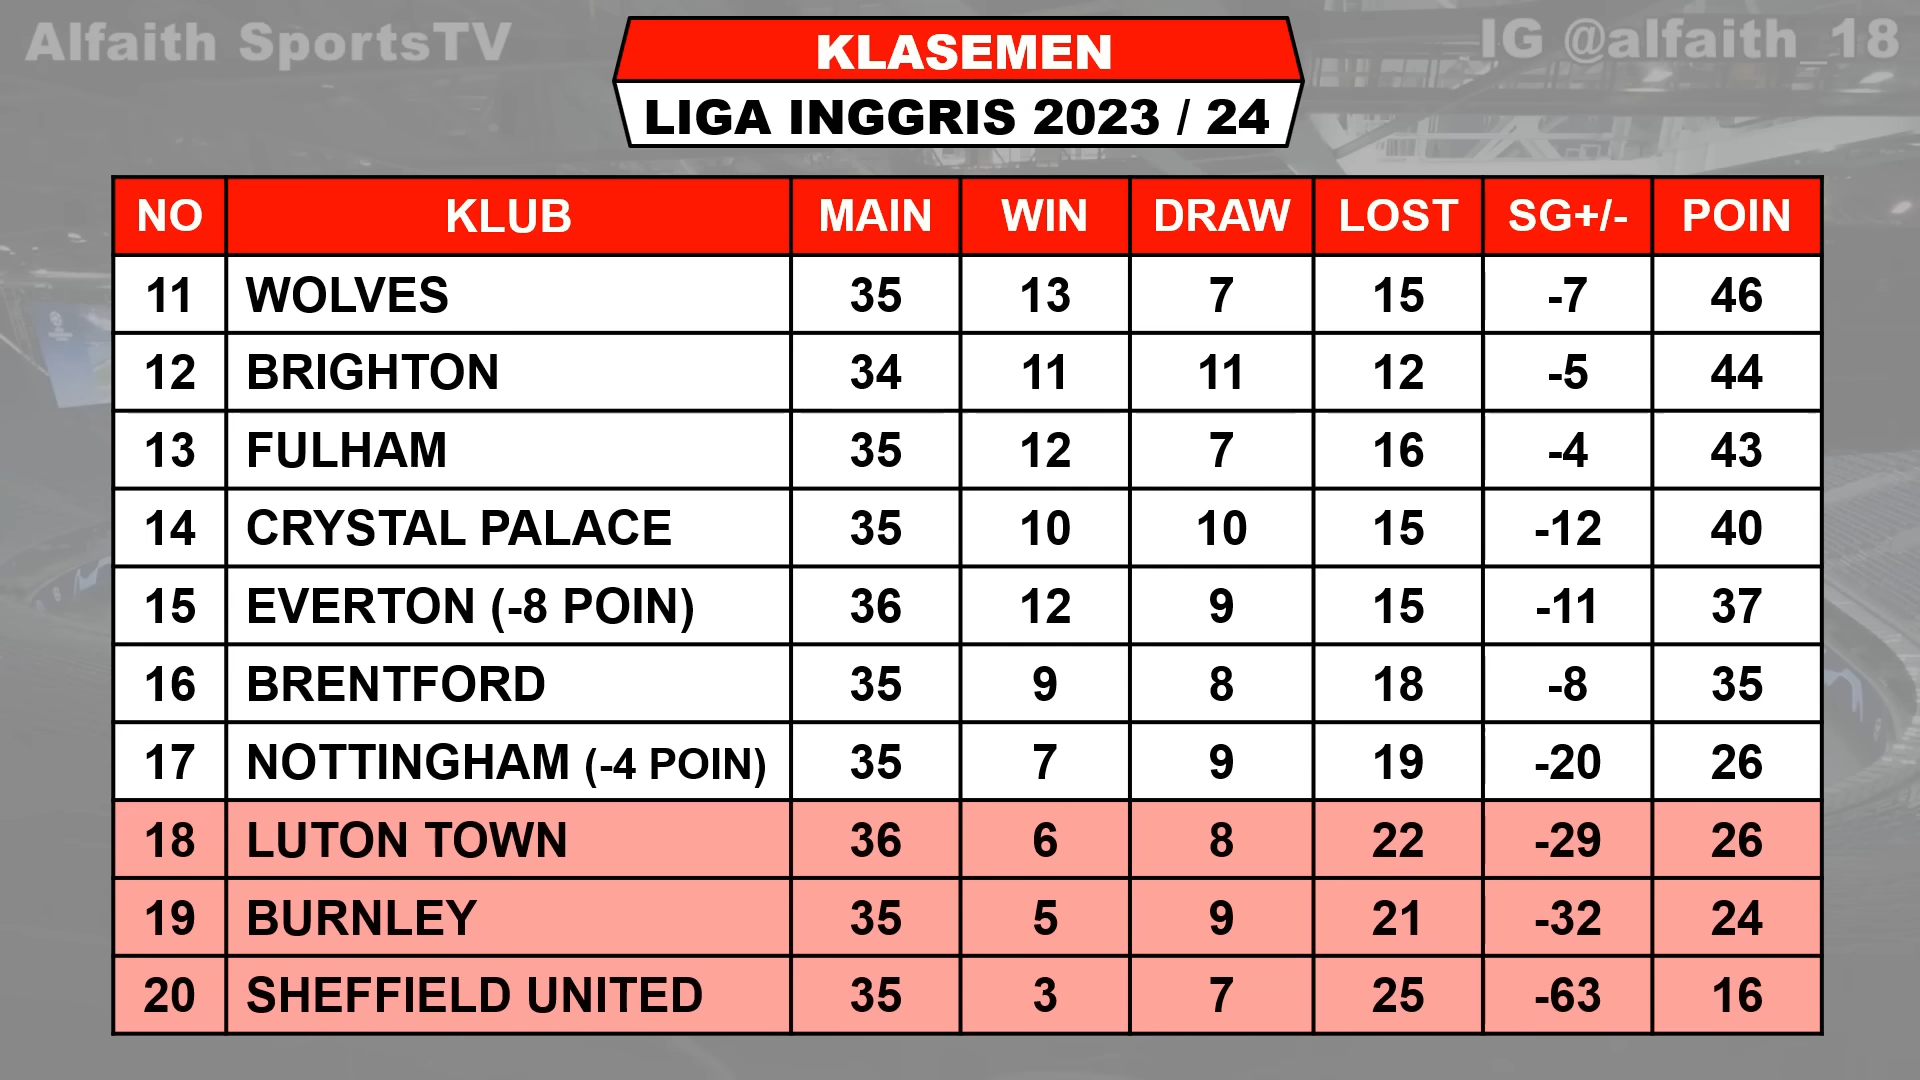 Alfaith SportsTV
KLASEMEN
IG @alfaith_18
LIGA INGGRIS 2023 / 24
NO KLUB MAIN WIN DRAW LOST SG+/- POIN
11 WOLVES 35 13 7 15 -7 46
12 BRIGHTON 34 11 11 12 -5 44
13 FULHAM 35 12 7 16 -4 43
14 CRYSTAL PALACE 35 10 10 15 -12 40
15 EVERTON (-8 POIN) 36 12 9 15 -11 37
16 BRENTFORD 35 9 8 18 -8 35
17 NOTTINGHAM (-4 POIN) 35 7 9 19 -20 26
18 LUTON TOWN 36 6 8 22 -29 26
19 BURNLEY 35 5 9 21 -32 24
20 SHEFFIELD UNITED 35 3 7 25 -63 16